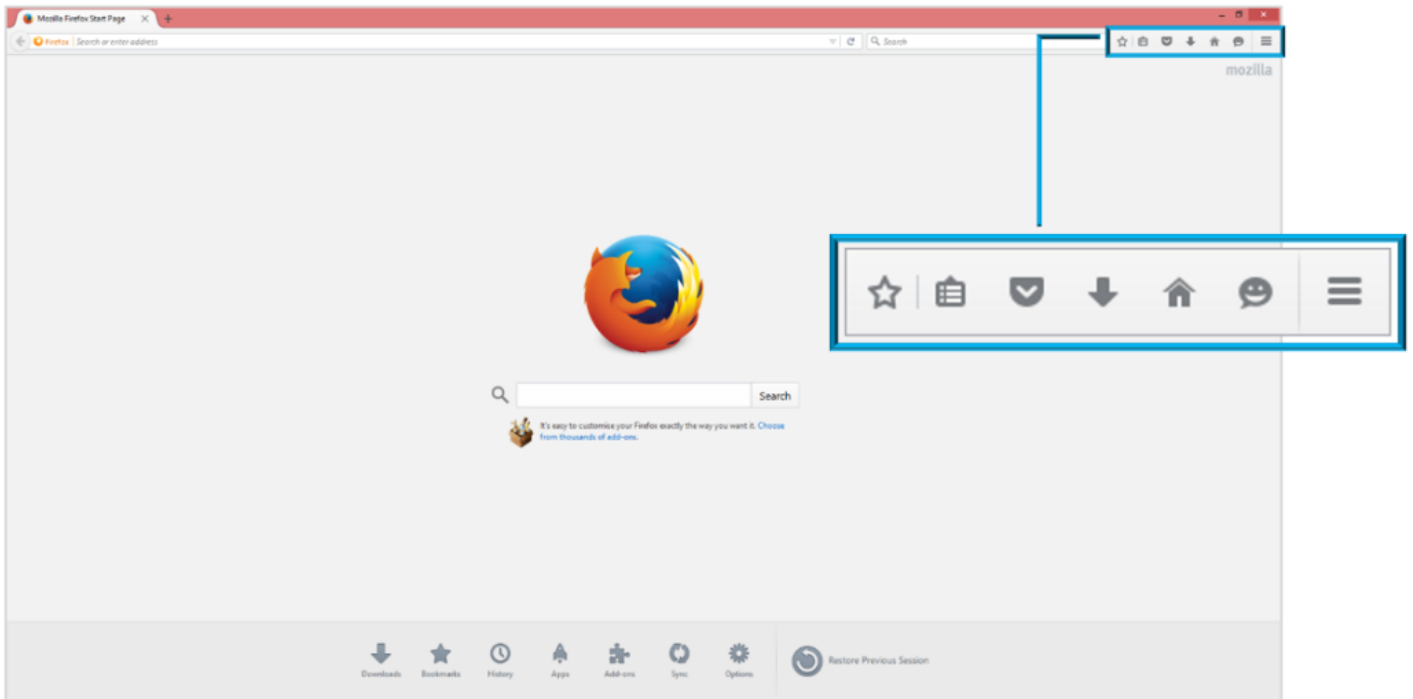 Mozilla Firefox Start Page
Firefox Search or enter address
Search
mozilla
Search
It's easy to customise your Firefox exactly the way you want it. Choose
from thousands of add-ons.
Downloads Bookmarks History Apps Add-ons Sync Options Restore Previous Session